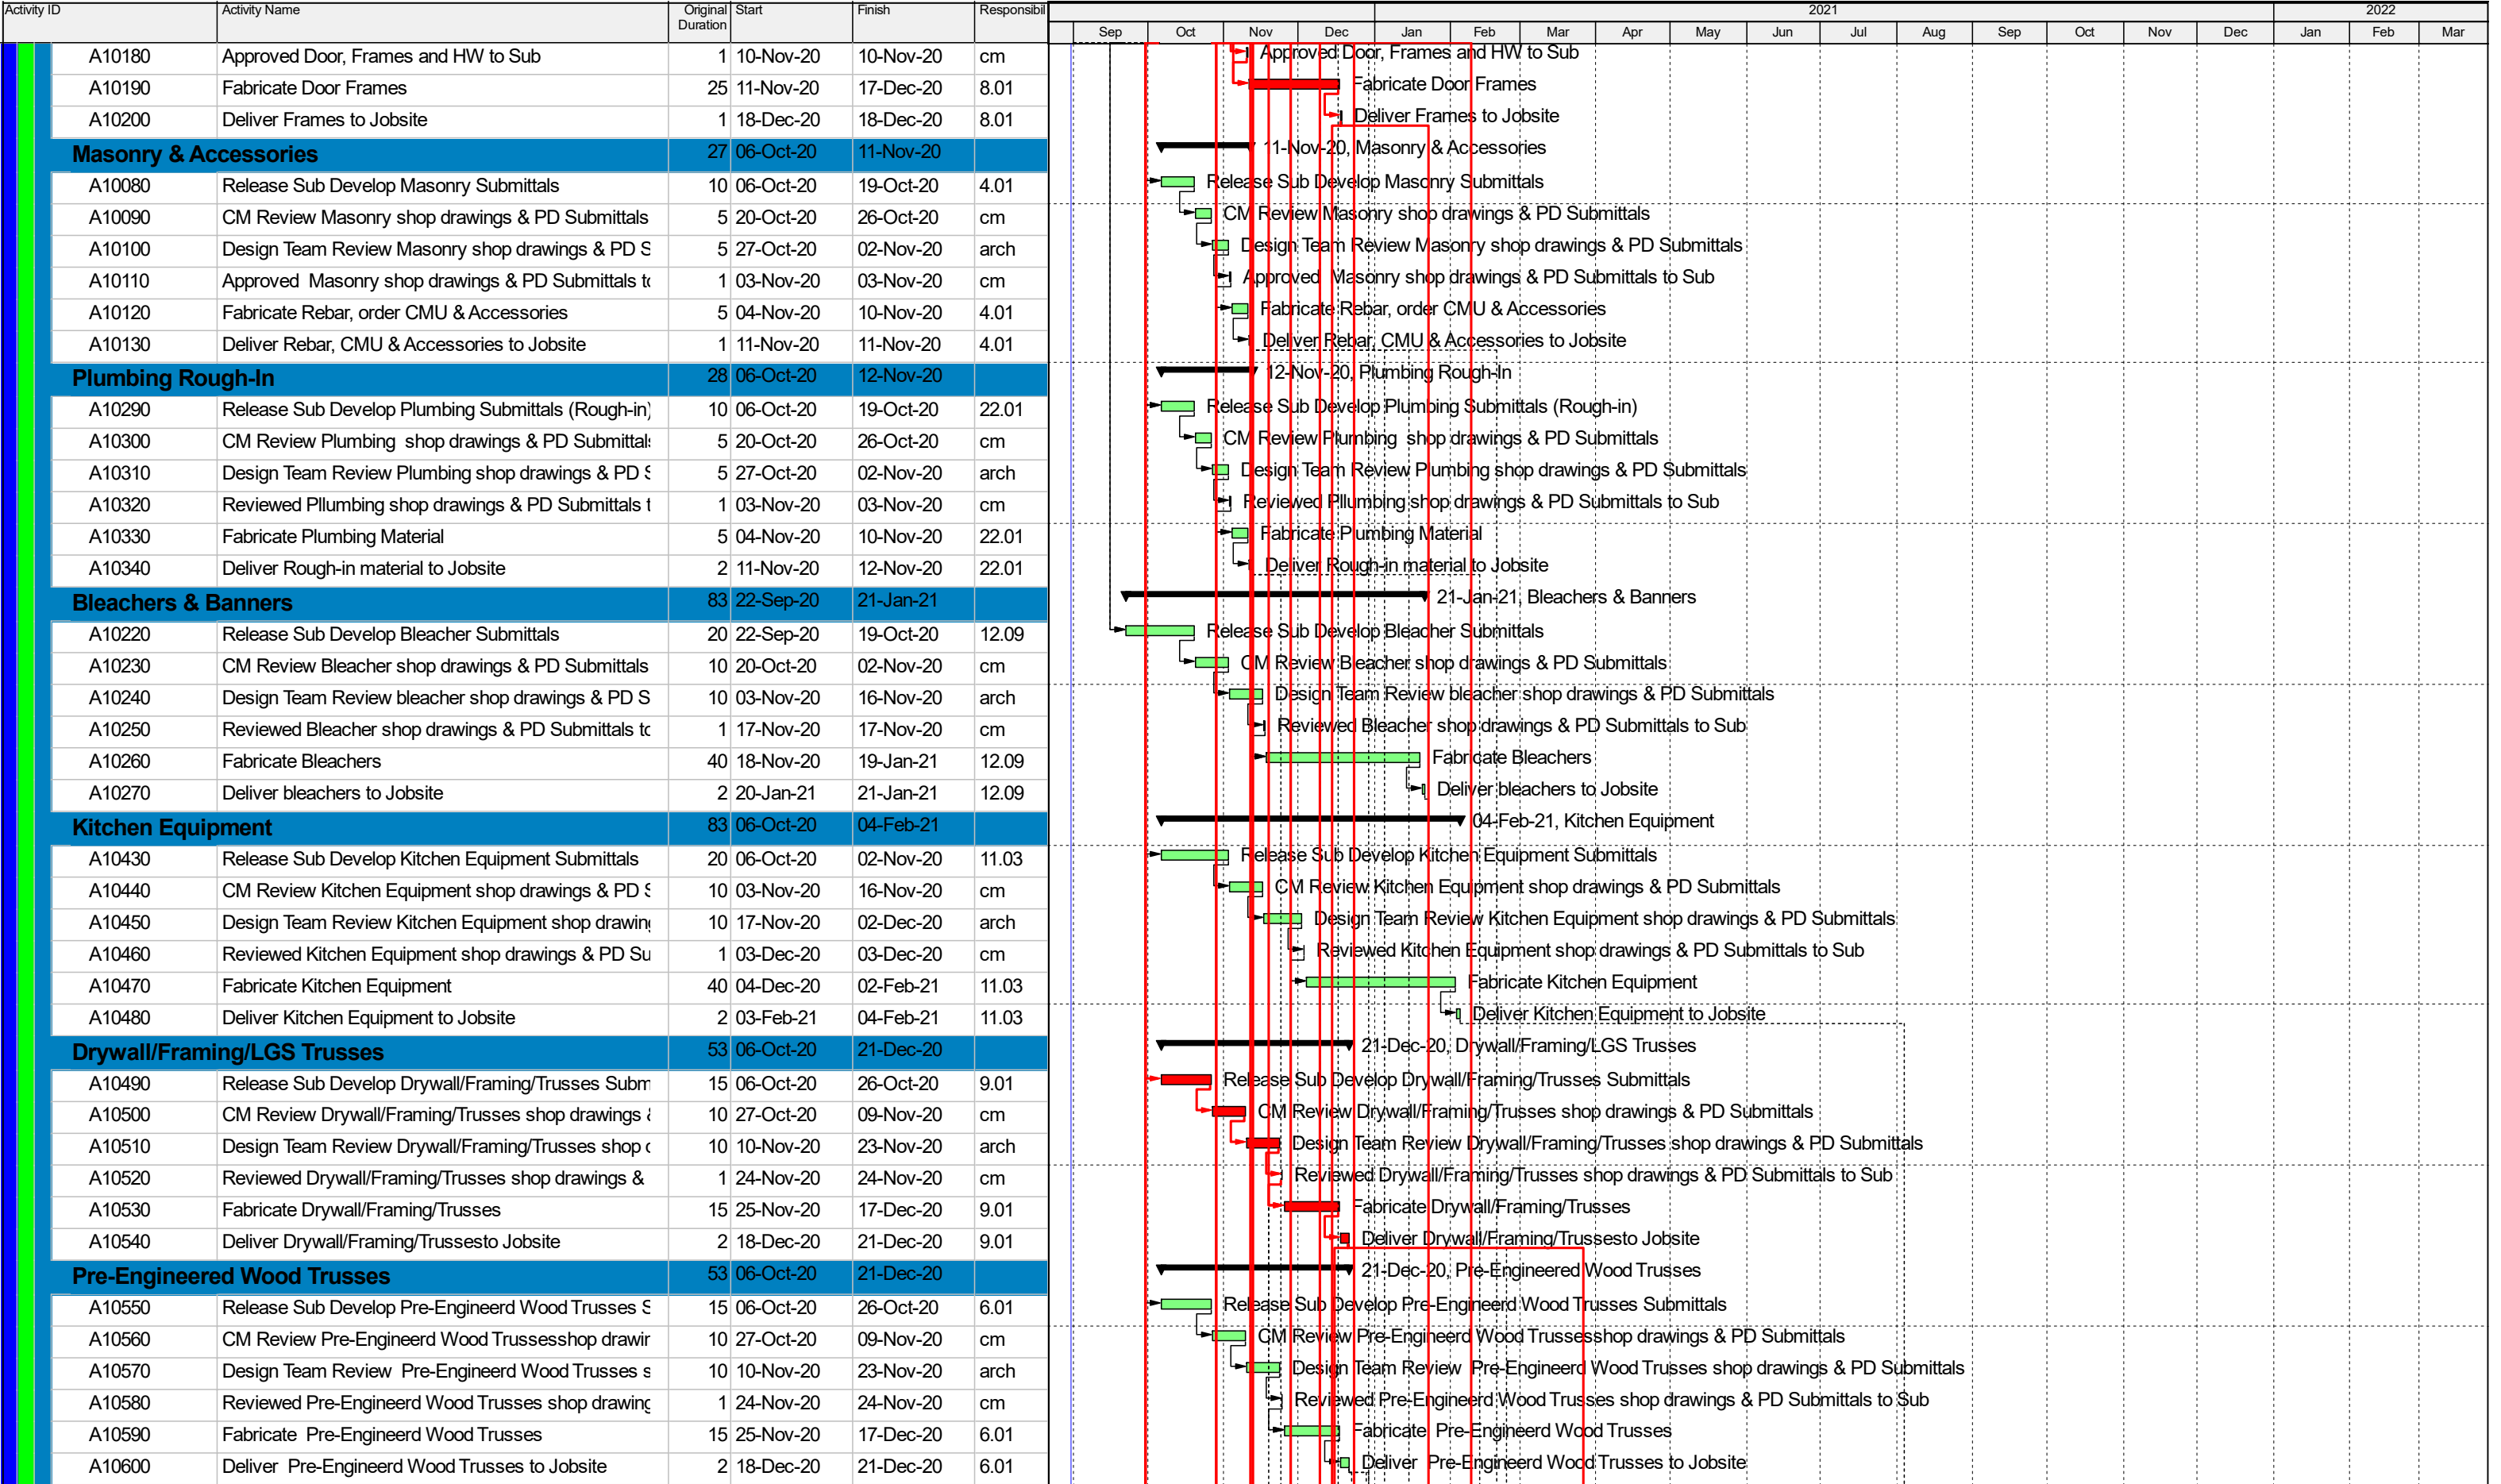 Activity ID Activity Name Original Duration Start Finish Responsibil 2021 2022
Sep Oct Nov Dec Jan Feb Mar Apr May Jun Jul Aug Sep Oct Nov Dec Jan Feb Mar
A10180 Approved Door, Frames and HW to Sub 1 10-Nov-20 10-Nov-20 cm Approved Door, Frames and HW to Sub
A10190 Fabricate Door Frames 25 11-Nov-20 17-Dec-20 8.01 Fabricate Door Frames
A10200 Deliver Frames to Jobsite 1 18-Dec-20 18-Dec-20 8.01 Deliver Frames to Jobsite
Masonry & Accessories 27 06-Oct-20 11-Nov-20 11-Nov-20, Masonry & Accessories
A10080 Release Sub Develop Masonry Submittals 10 06-Oct-20 19-Oct-20 4.01 Release Sub Develop Masonry Submittals
A10090 CM Review Masonry shop drawings & PD Submittals 5 20-Oct-20 26-Oct-20 cm CM Review Masonry shop drawings & PD Submittals
A10100 Design Team Review Masonry shop drawings & PD S 5 27-Oct-20 02-Nov-20 arch Design Team Review Masonry shop drawings & PD Submittals
A10110 Approved Masonry shop drawings & PD Submittals to 1 03-Nov-20 03-Nov-20 cm Approved Masonry shop drawings & PD Submittals to Sub
A10120 Fabricate Rebar, order CMU & Accessories 5 04-Nov-20 10-Nov-20 4.01 Fabricate Rebar, order CMU & Accessories
A10130 Deliver Rebar, CMU & Accessories to Jobsite 1 11-Nov-20 11-Nov-20 4.01 Deliver Rebar, CMU & Accessories to Jobsite
Plumbing Rough-In 28 06-Oct-20 12-Nov-20 12-Nov-20, Plumbing Rough-In
A10290 Release Sub Develop Plumbing Submittals (Rough-in) 10 06-Oct-20 19-Oct-20 22.01 Release Sub Develop Plumbing Submittals (Rough-in)
A10300 CM Review Plumbing shop drawings & PD Submittals 5 20-Oct-20 26-Oct-20 cm CM Review Plumbing shop drawings & PD Submittals
A10310 Design Team Review Plumbing shop drawings & PD S 5 27-Oct-20 02-Nov-20 arch Design Team Review Plumbing shop drawings & PD Submittals
A10320 Reviewed Pllumbing shop drawings & PD Submittals t 1 03-Nov-20 03-Nov-20 cm Reviewed Pllumbing shop drawings & PD Submittals to Sub
A10330 Fabricate Plumbing Material 5 04-Nov-20 10-Nov-20 22.01 Fabricate Plumbing Material
A10340 Deliver Rough-in material to Jobsite 2 11-Nov-20 12-Nov-20 22.01 Deliver Rough-in material to Jobsite
Bleachers & Banners 83 22-Sep-20 21-Jan-21 21-Jan-21, Bleachers & Banners
A10220 Release Sub Develop Bleacher Submittals 20 22-Sep-20 19-Oct-20 12.09 Release Sub Develop Bleacher Submittals
A10230 CM Review Bleacher shop drawings & PD Submittals 10 20-Oct-20 02-Nov-20 cm CM Review Bleacher shop drawings & PD Submittals
A10240 Design Team Review bleacher shop drawings & PD S 10 03-Nov-20 16-Nov-20 arch Design Team Review bleacher shop drawings & PD Submittals
A10250 Reviewed Bleacher shop drawings & PD Submittals to 1 17-Nov-20 17-Nov-20 cm Reviewed Bleacher shop drawings & PD Submittals to Sub
A10260 Fabricate Bleachers 40 18-Nov-20 19-Jan-21 12.09 Fabricate Bleachers
A10270 Deliver bleachers to Jobsite 2 20-Jan-21 21-Jan-21 12.09 Deliver bleachers to Jobsite
Kitchen Equipment 83 06-Oct-20 04-Feb-21 04-Feb-21, Kitchen Equipment
A10430 Release Sub Develop Kitchen Equipment Submittals 20 06-Oct-20 02-Nov-20 11.03 Release Sub Develop Kitchen Equipment Submittals
A10440 CM Review Kitchen Equipment shop drawings & PD S 10 03-Nov-20 16-Nov-20 cm CM Review Kitchen Equipment shop drawings & PD Submittals
A10450 Design Team Review Kitchen Equipment shop drawing 10 17-Nov-20 02-Dec-20 arch Design Team Review Kitchen Equipment shop drawings & PD Submittals
A10460 Reviewed Kitchen Equipment shop drawings & PD Su 1 03-Dec-20 03-Dec-20 cm Reviewed Kitchen Equipment shop drawings & PD Submittals to Sub
A10470 Fabricate Kitchen Equipment 40 04-Dec-20 02-Feb-21 11.03 Fabricate Kitchen Equipment
A10480 Deliver Kitchen Equipment to Jobsite 2 03-Feb-21 04-Feb-21 11.03 Deliver Kitchen Equipment to Jobsite
Drywall/Framing/LGS Trusses 53 06-Oct-20 21-Dec-20 21-Dec-20, Drywall/Framing/LGS Trusses
A10490 Release Sub Develop Drywall/Framing/Trusses Subm 15 06-Oct-20 26-Oct-20 9.01 Release Sub Develop Drywall/Framing/Trusses Submittals
A10500 CM Review Drywall/Framing/Trusses shop drawings & 10 27-Oct-20 09-Nov-20 cm CM Review Drywall/Framing/Trusses shop drawings & PD Submittals
A10510 Design Team Review Drywall/Framing/Trusses shop d 10 10-Nov-20 23-Nov-20 arch Design Team Review Drywall/Framing/Trusses shop drawings & PD Submittals
A10520 Reviewed Drywall/Framing/Trusses shop drawings & 1 24-Nov-20 24-Nov-20 cm Reviewed Drywall/Framing/Trusses shop drawings & PD Submittals to Sub
A10530 Fabricate Drywall/Framing/Trusses 15 25-Nov-20 17-Dec-20 9.01 Fabricate Drywall/Framing/Trusses
A10540 Deliver Drywall/Framing/Trussesto Jobsite 2 18-Dec-20 21-Dec-20 9.01 Deliver Drywall/Framing/Trussesto Jobsite
Pre-Engineered Wood Trusses 53 06-Oct-20 21-Dec-20 21-Dec-20, Pre-Engineered Wood Trusses
A10550 Release Sub Develop Pre-Engineerd Wood Trusses S 15 06-Oct-20 26-Oct-20 6.01 Release Sub Develop Pre-Engineerd Wood Trusses Submittals
A10560 CM Review Pre-Engineerd Wood Trussesshop drawin 10 27-Oct-20 09-Nov-20 cm CM Review Pre-Engineerd Wood Trussesshop drawings & PD Submittals
A10570 Design Team Review Pre-Engineerd Wood Trusses s 10 10-Nov-20 23-Nov-20 arch Design Team Review Pre-Engineerd Wood Trusses shop drawings & PD Submittals
A10580 Reviewed Pre-Engineerd Wood Trusses shop drawing 1 24-Nov-20 24-Nov-20 cm Reviewed Pre-Engineerd Wood Trusses shop drawings & PD Submittals to Sub
A10590 Fabricate Pre-Engineerd Wood Trusses 15 25-Nov-20 17-Dec-20 6.01 Fabricate Pre-Engineerd Wood Trusses
A10600 Deliver Pre-Engineerd Wood Trusses to Jobsite 2 18-Dec-20 21-Dec-20 6.01 Deliver Pre-Engineerd Wood Trusses to Jobsite